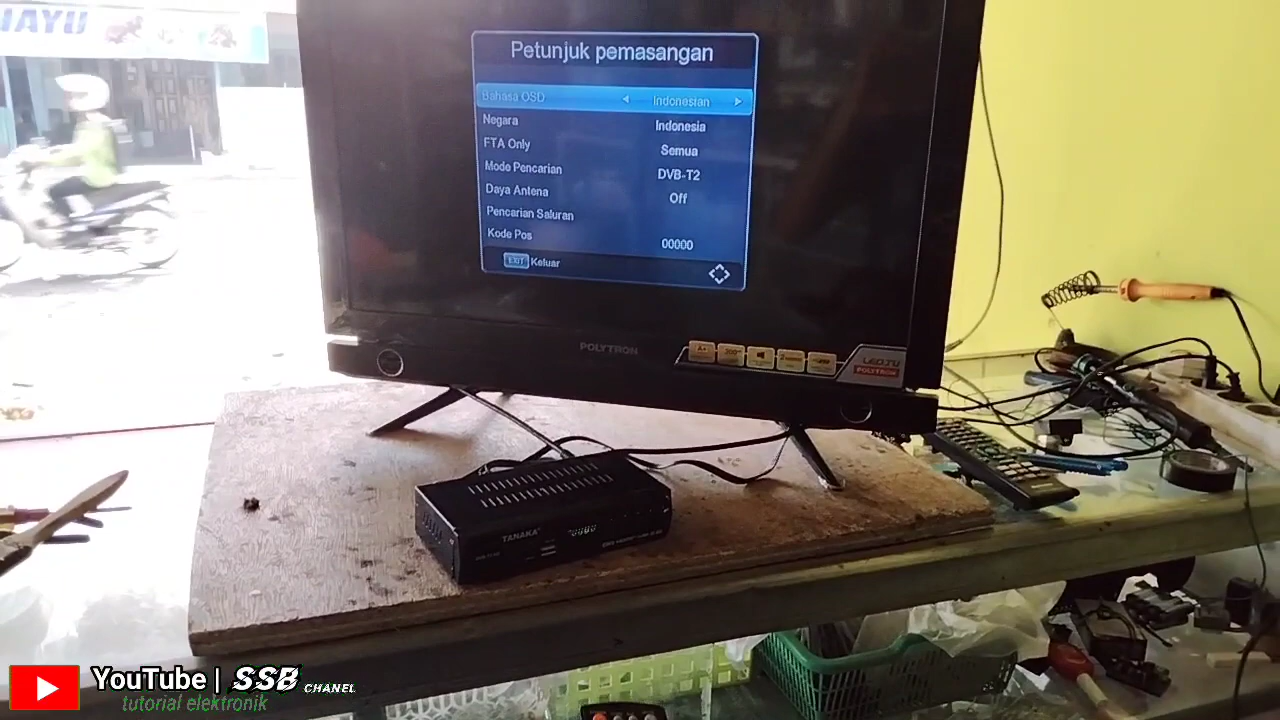 Petunjuk pemasangan
Bahasa OSD Indonesian
Negara Indonesia
FTA Only Semua
Mode Pencarian DVB-T2
Daya Antena Off
Pencarian Saluran
Kode Pos 00000
EXIT Keluar
POLYTRON
LED TV
POLYTRON
TANAKA
YouTube | SSB CHANEL
tutorial elektronik